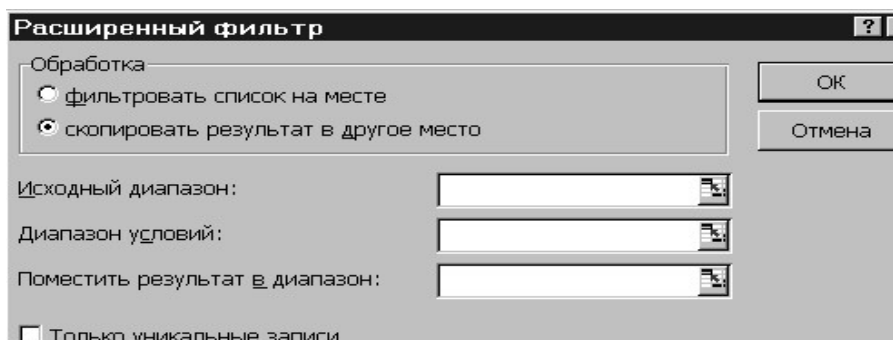 Расширенный фильтр
?
Обработка
фильтровать список на месте
скопировать результат в другое место
ОК
Отмена
Исходный диапазон:
Диапазон условий:
Поместить результат в диапазон:
Только уникальные записи